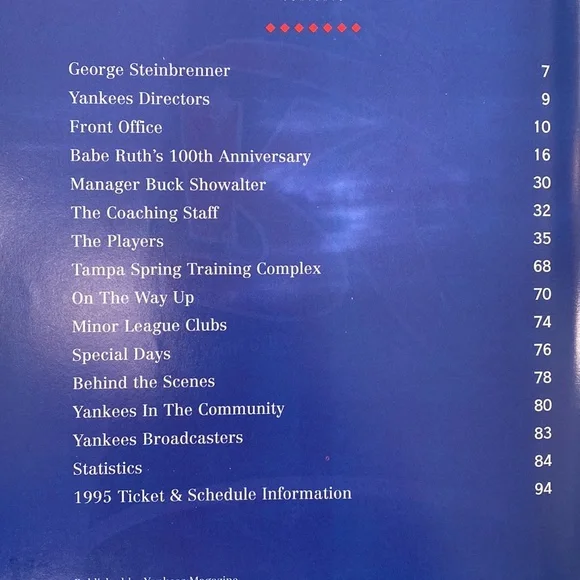 George Steinbrenner 7
Yankees Directors 9
Front Office 10
Babe Ruth's 100th Anniversary 16
Manager Buck Showalter 30
The Coaching Staff 32
The Players 35
Tampa Spring Training Complex 68
On The Way Up 70
Minor League Clubs 74
Special Days 76
Behind the Scenes 78
Yankees In The Community 80
Yankees Broadcasters 83
Statistics 84
1995 Ticket & Schedule Information 94
Yankees Magazine